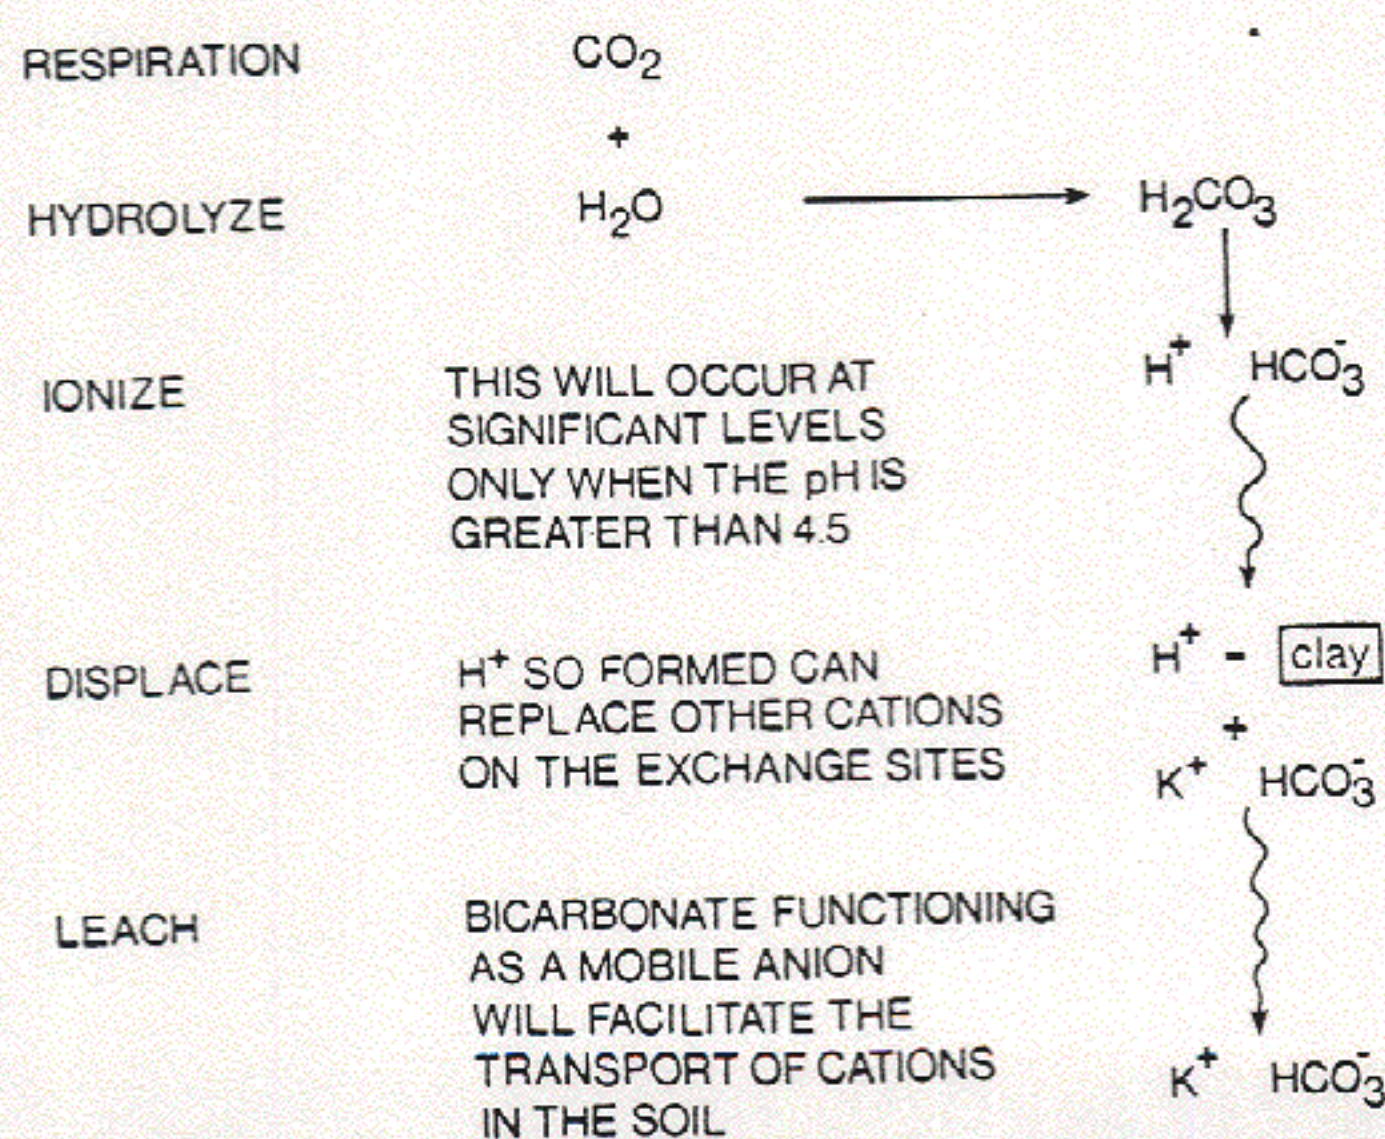 RESPIRATION CO₂
+
HYDROLYZE H₂O H₂CO₃
H⁺ HCO₃⁻
IONIZE THIS WILL OCCUR AT
SIGNIFICANT LEVELS
ONLY WHEN THE pH IS
GREATER THAN 4.5
H⁺ - clay
DISPLACE H⁺ SO FORMED CAN
REPLACE OTHER CATIONS
+
ON THE EXCHANGE SITES K⁺ HCO₃⁻
LEACH BICARBONATE FUNCTIONING
AS A MOBILE ANION
WILL FACILITATE THE
TRANSPORT OF CATIONS K⁺ HCO₃⁻
IN THE SOIL